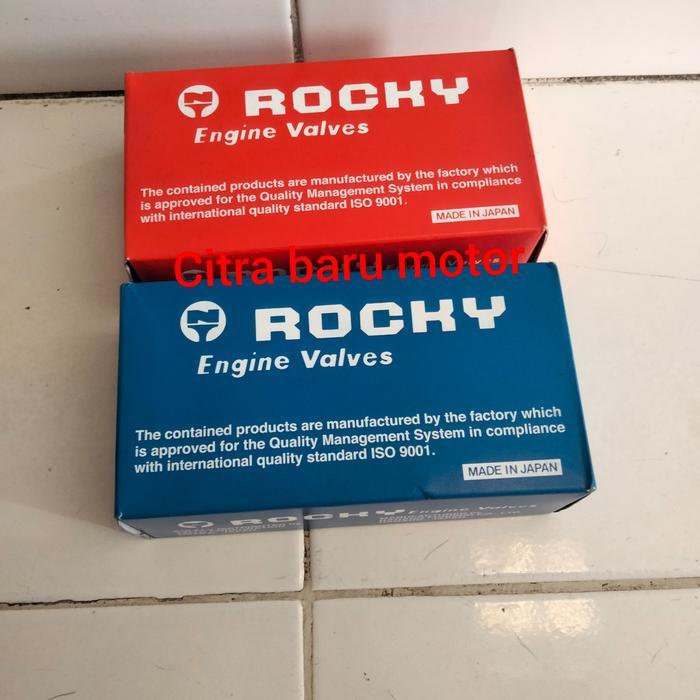 ROCKY
Engine Valves
The contained products are manufactured by the factory which
is approved for the Quality Management System in compliance
with international quality standard ISO 9001.
MADE IN JAPAN
Citra baru motor
ROCKY
Engine Valves
The contained products are manufactured by the factory which
is approved for the Quality Management System in compliance
with international quality standard ISO 9001.
MADE IN JAPAN
ROCKY Engine Valves